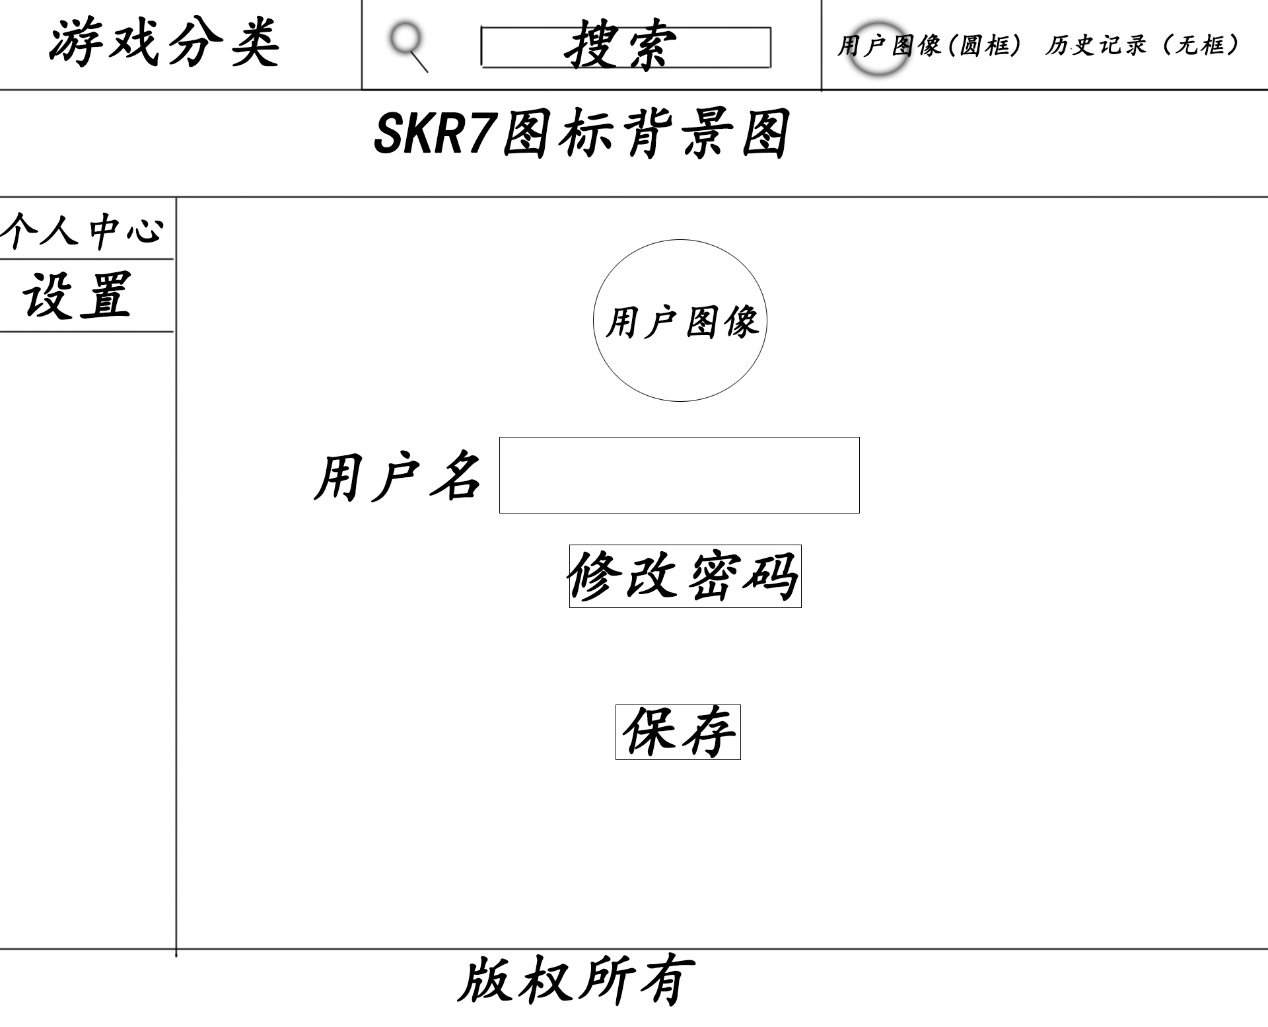 游戏分类
搜索
用户图像(圆框) 历史记录（无框）
SKR7图标背景图
个人中心
设置
用户图像
用户名
修改密码
保存
版权所有